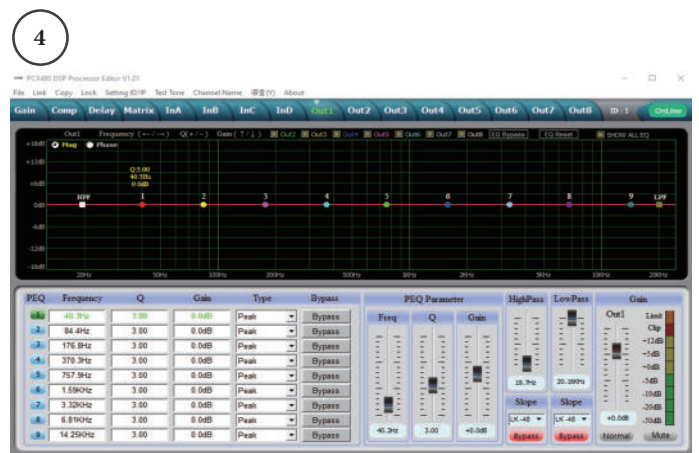 4
PCX480 DSP Processor Editor V1.01
File Link Copy Lock Setting ID/IP Test Tone Channel Name 语言(Y) About
Gain Comp Delay Matrix InA InB InC InD Out1 Out2 Out3 Out4 Out5 Out6 Out7 Out8 ID : 1 OnLine
Out1 Frequency (←/→) Q(+/−) Gain(↑/↓) Out2 Out3 Out4 Out5 Out6 Out7 Out8 EQ Bypass EQ Reset SHOW ALL EQ
+18dB Mag Phase
+12dB Q:3.00
40.3Hz
+6dB 0.0dB
HPF 1 2 3 4 5 6 7 8 9 LPF
0dB
-6dB
-12dB
-18dB
20Hz 50Hz 100Hz 200Hz 500Hz 1KHz 2KHz 5KHz 10KHz 20KHz
PEQ Frequency Q Gain Type Bypass PEQ Parameter HighPass LowPass Gain
1 40.3Hz 3.00 0.0dB Peak Bypass
2 84.4Hz 3.00 0.0dB Peak Bypass
3 176.8Hz 3.00 0.0dB Peak Bypass
4 370.3Hz 3.00 0.0dB Peak Bypass
5 757.9Hz 3.00 0.0dB Peak Bypass
6 1.59KHz 3.00 0.0dB Peak Bypass
7 3.32KHz 3.00 0.0dB Peak Bypass
8 6.81KHz 3.00 0.0dB Peak Bypass
9 14.25KHz 3.00 0.0dB Peak Bypass
Freq Q Gain
40.3Hz 3.00 +0.0dB
19.7Hz 20.16KHz
Slope Slope
LK-48 LK-48
Bypass Bypass
Out1 Limit
Clip
+12dB
+5dB
+0dB
-5dB
-10dB
-20dB
+0.0dB -50dB
Normal Mute